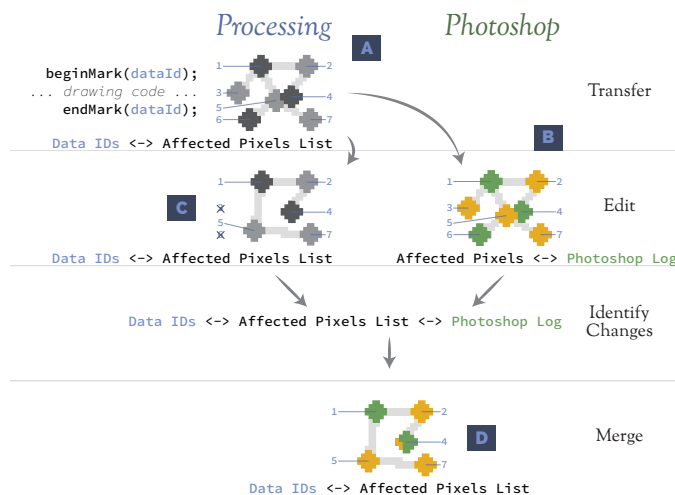 Processing
Photoshop
A
beginMark(dataId);
... drawing code ...
endMark(dataId);
1
2
3
4
5
6
7
Transfer
Data IDs <-> Affected Pixels List
B
C
1
2
3
4
5
6
7
1
2
3
4
5
6
7
Edit
Data IDs <-> Affected Pixels List
Affected Pixels <-> Photoshop Log
Data IDs <-> Affected Pixels List <-> Photoshop Log
Identify
Changes
1
2
4
5
7
D
Merge
Data IDs <-> Affected Pixels List